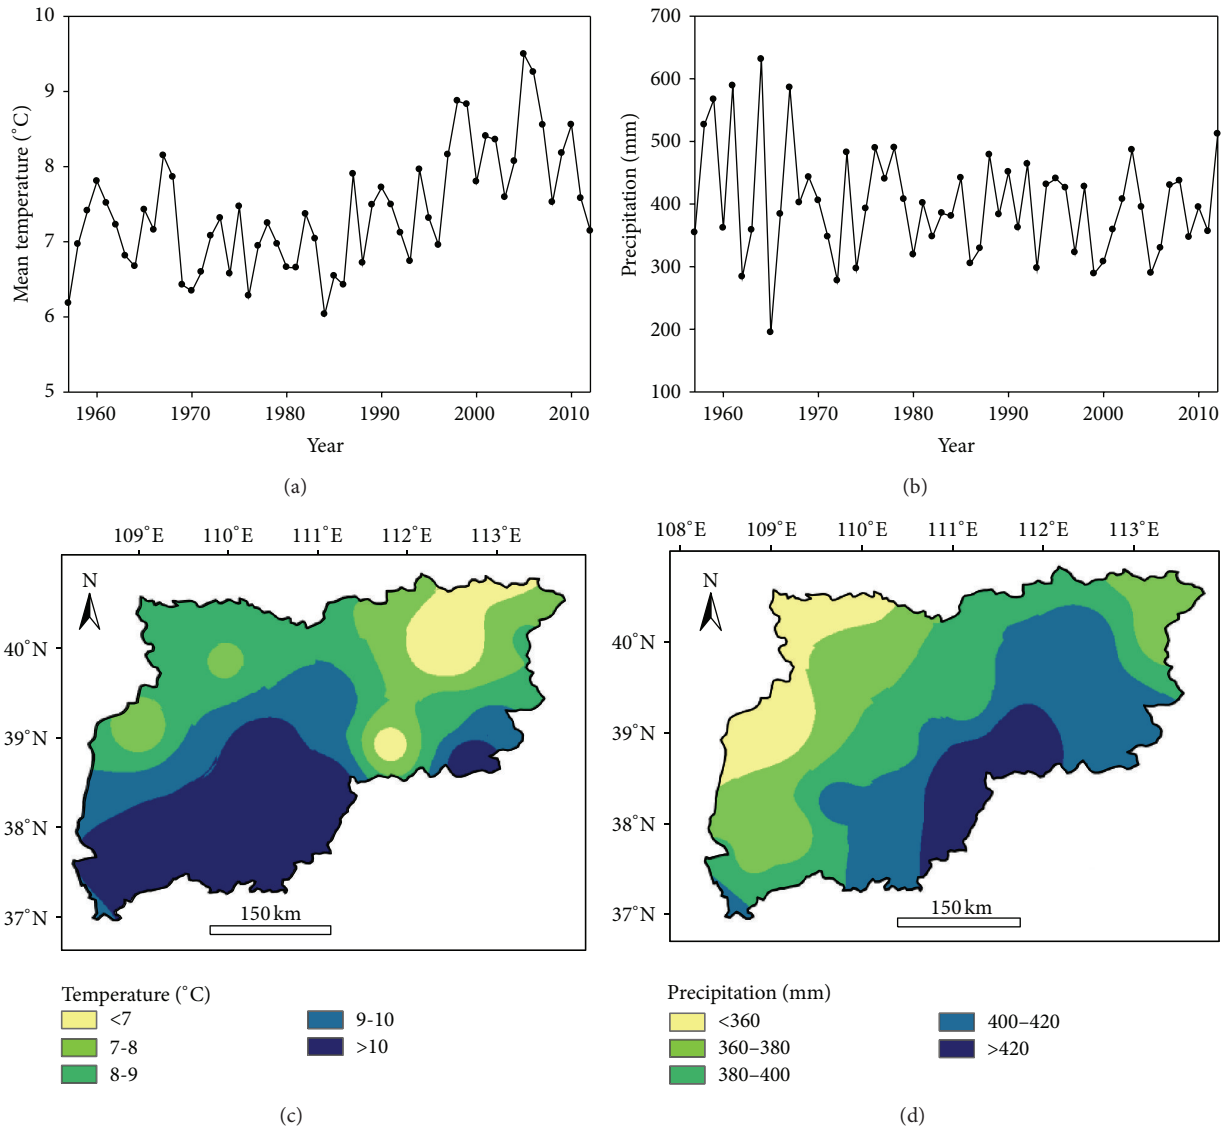 10
9
8
7
6
5
Mean temperature (˚C)
1960 1970 1980 1990 2000 2010
Year
(a)
700
600
500
400
300
200
100
Precipitation (mm)
1960 1970 1980 1990 2000 2010
Year
(b)
109˚E 110˚E 111˚E 112˚E 113˚E
N
40˚N
39˚N
38˚N
37˚N
150 km
Temperature (˚C)
<7
7-8
8-9
9-10
>10
(c)
108˚E 109˚E 110˚E 111˚E 112˚E 113˚E
N
40˚N
39˚N
38˚N
37˚N
150 km
Precipitation (mm)
<360
360–380
380–400
400–420
>420
(d)